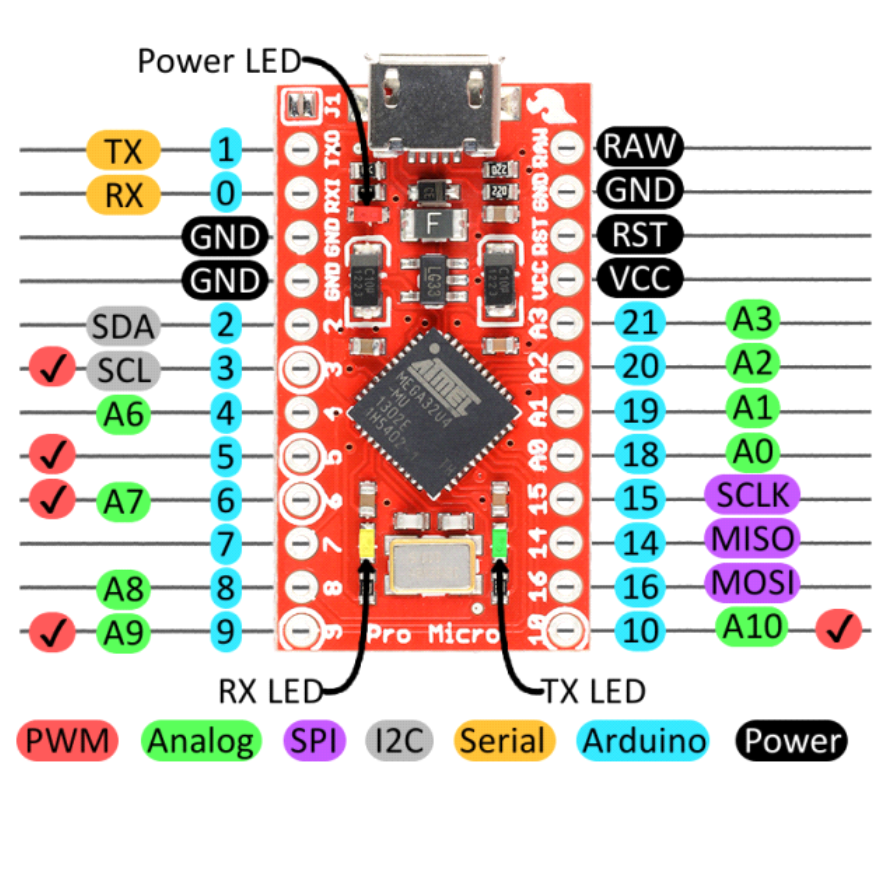 Power LED
J1
TX 1 TXO RAW RAW
RX 0 RXI GND GND
GND GND RST RST
GND GND VCC VCC
SDA 2 2 A3 21 A3
✓ SCL 3 3 A2 20 A2
A6 4 4 A1 19 A1
✓ 5 5 A0 18 A0
✓ A7 6 6 15 15 SCLK
7 7 14 14 MISO
A8 8 8 16 16 MOSI
✓ A9 9 9 10 10 A10 ✓
220
F
LG33
ATMEL
MEGA32U4
-MU
1302E
Pro Micro
RX LED TX LED
PWM Analog SPI I2C Serial Arduino Power